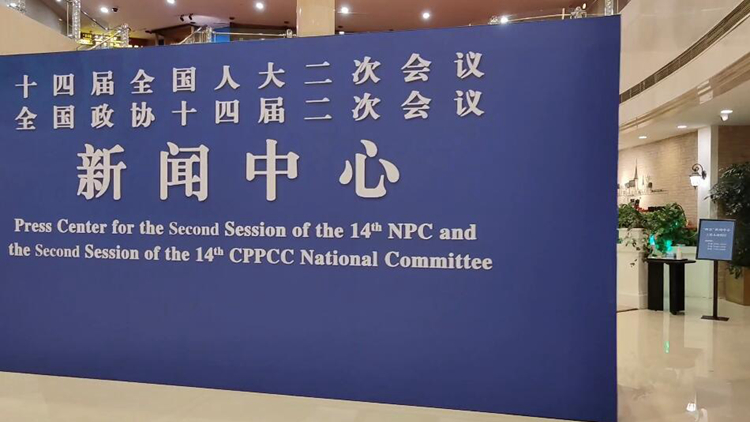 十四届全国人大二次会议
全国政协十四届二次会议
新闻中心
Press Center for the Second Session of the 14th NPC and
the Second Session of the 14th CPPCC National Committee